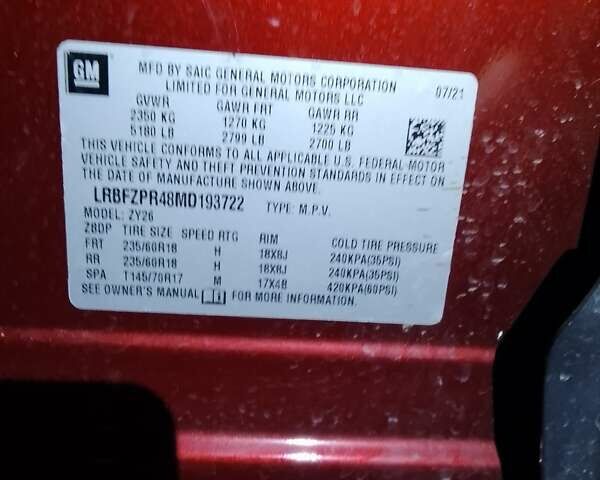 GM
MFD BY SAIC GENERAL MOTORS CORPORATION 07/21
LIMITED FOR GENERAL MOTORS LLC
GVWR GAWR FRT GAWR RR
2350 KG 1270 KG 1225 KG
5180 LB 2799 LB 2700 LB
THIS VEHICLE CONFORMS TO ALL APPLICABLE U.S. FEDERAL MOTOR
VEHICLE SAFETY AND THEFT PREVENTION STANDARDS IN EFFECT ON
THE DATE OF MANUFACTURE SHOWN ABOVE.
LRBFZPR48MD193722 TYPE: M.P.V.
MODEL: ZY26
ZBDP TIRE SIZE SPEED RTG RIM COLD TIRE PRESSURE
FRT 235/60R18 H 18X8J 240KPA(35PSI)
RR 235/60R18 H 18X8J 240KPA(35PSI)
SPA T145/70R17 M 17X4B 420KPA(60PSI)
SEE OWNER'S MANUAL FOR MORE INFORMATION.